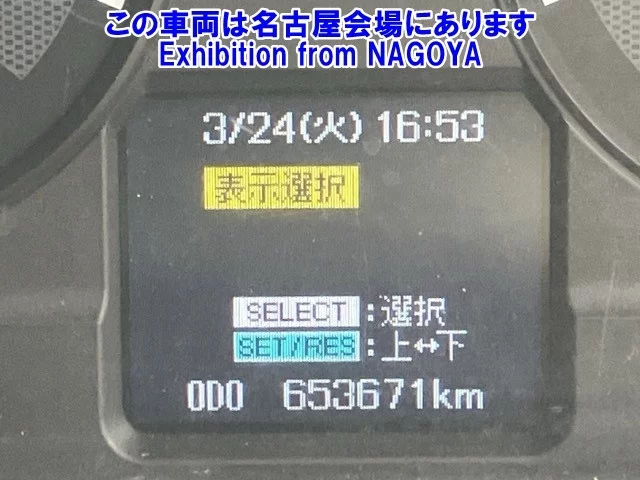 この車両は名古屋会場にあります
Exhibition from NAGOYA
3/24(火) 16:53
表示選択
SELECT :選択
SET/RES :上↔下
ODO 653671km